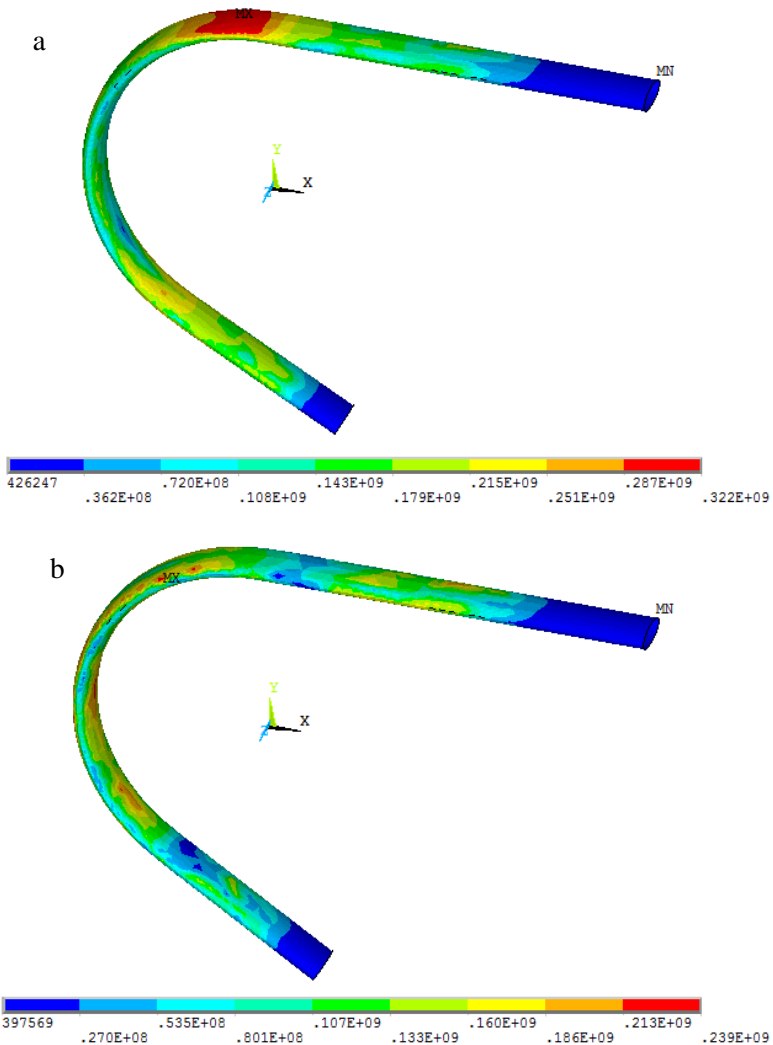 a
MX
MN
Y
X
Z
426247 .720E+08 .143E+09 .215E+09 .287E+09
.362E+08 .108E+09 .179E+09 .251E+09 .322E+09
b
MX
MN
Y
X
Z
397569 .535E+08 .107E+09 .160E+09 .213E+09
.270E+08 .801E+08 .133E+09 .186E+09 .239E+09